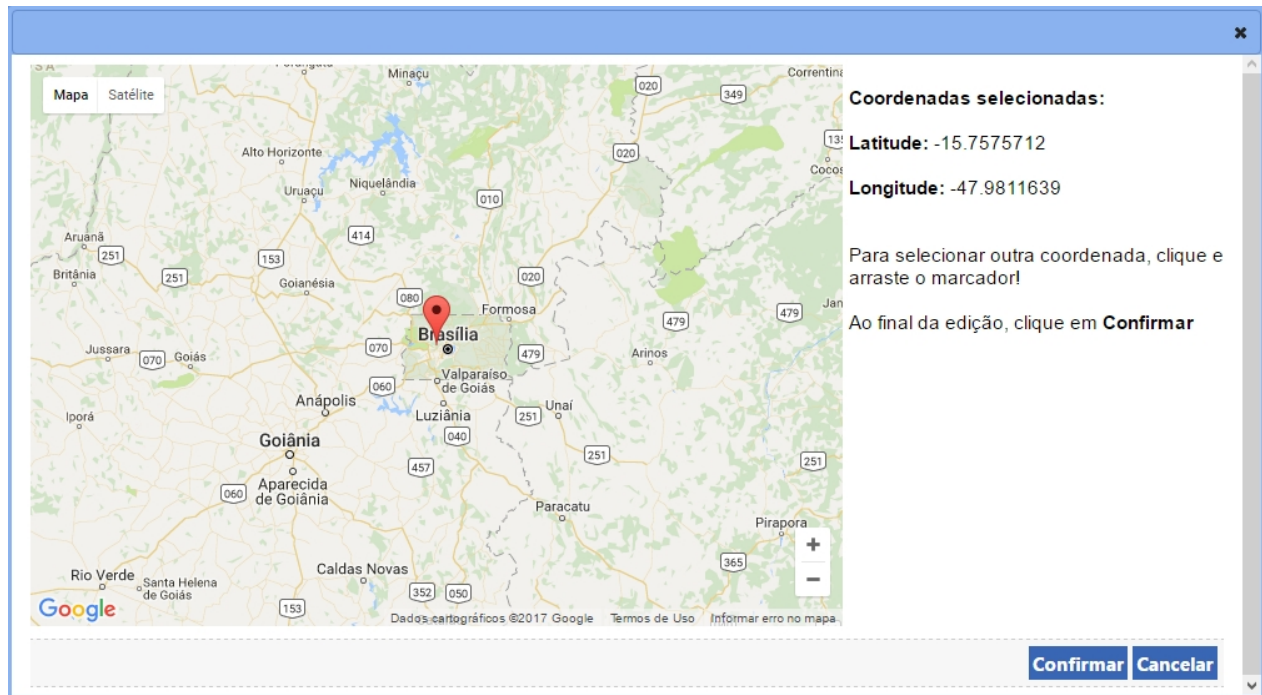 Mapa Satélite
Coordenadas selecionadas:
Latitude: -15.7575712
Longitude: -47.9811639
Para selecionar outra coordenada, clique e
arraste o marcador!
Ao final da edição, clique em Confirmar
Minaçu
Correntina
020
349
Alto Horizonte
020
Uruaçu
Niquelândia
010
Aruanã
251
414
153
Britânia
251
Goianésia
020
080
Formosa
479
479
Brasília
Jussara
070
Goiás
070
479
Arinos
Valparaíso
de Goiás
060
Anápolis
Iporá
Luziânia
251
Unaí
Goiânia
040
457
251
251
Aparecida
de Goiânia
060
Paracatu
Pirapora
+
365
Rio Verde
Santa Helena
de Goiás
Caldas Novas
−
352
050
153
Google
Dados cartográficos ©2017 Google Termos de Uso Informar erro no mapa
Confirmar Cancelar